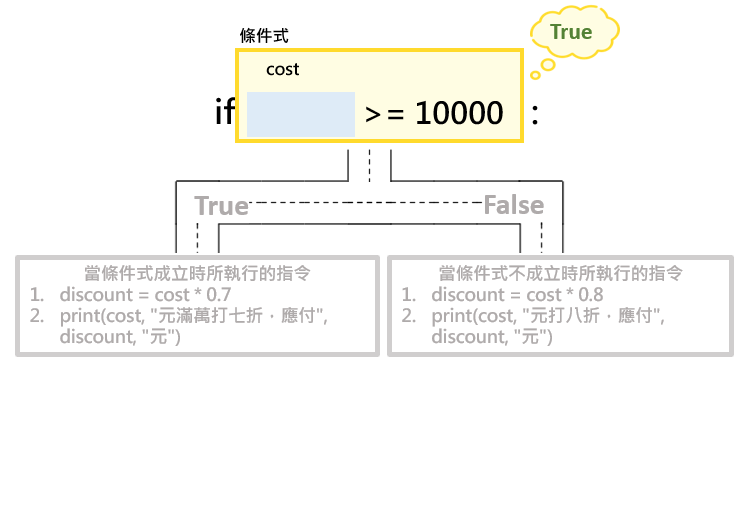 條件式
True
cost
if >= 10000 :
True False
當條件式成立時所執行的指令
1. discount = cost * 0.7
2. print(cost, "元滿萬打七折，應付",
discount, "元")
當條件式不成立時所執行的指令
1. discount = cost * 0.8
2. print(cost, "元打八折，應付",
discount, "元")